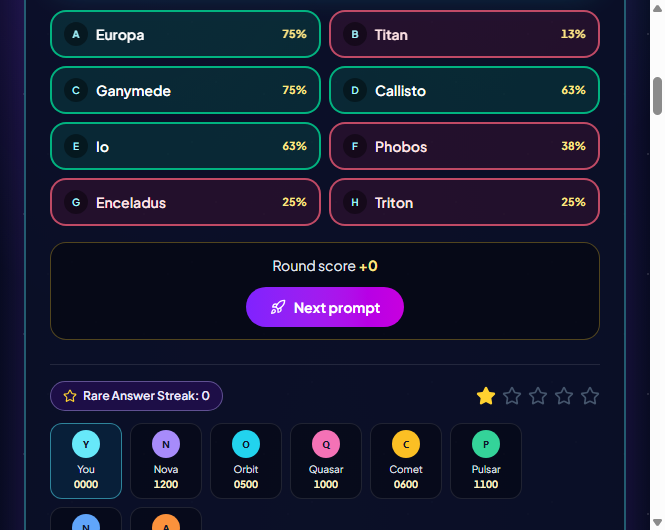 A Europa 75%
B Titan 13%
C Ganymede 75%
D Callisto 63%
E Io 63%
F Phobos 38%
G Enceladus 25%
H Triton 25%
Round score +0
Next prompt
Rare Answer Streak: 0
Y N O Q C P
You Nova Orbit Quasar Comet Pulsar
0000 1200 0500 1000 0600 1100
N A